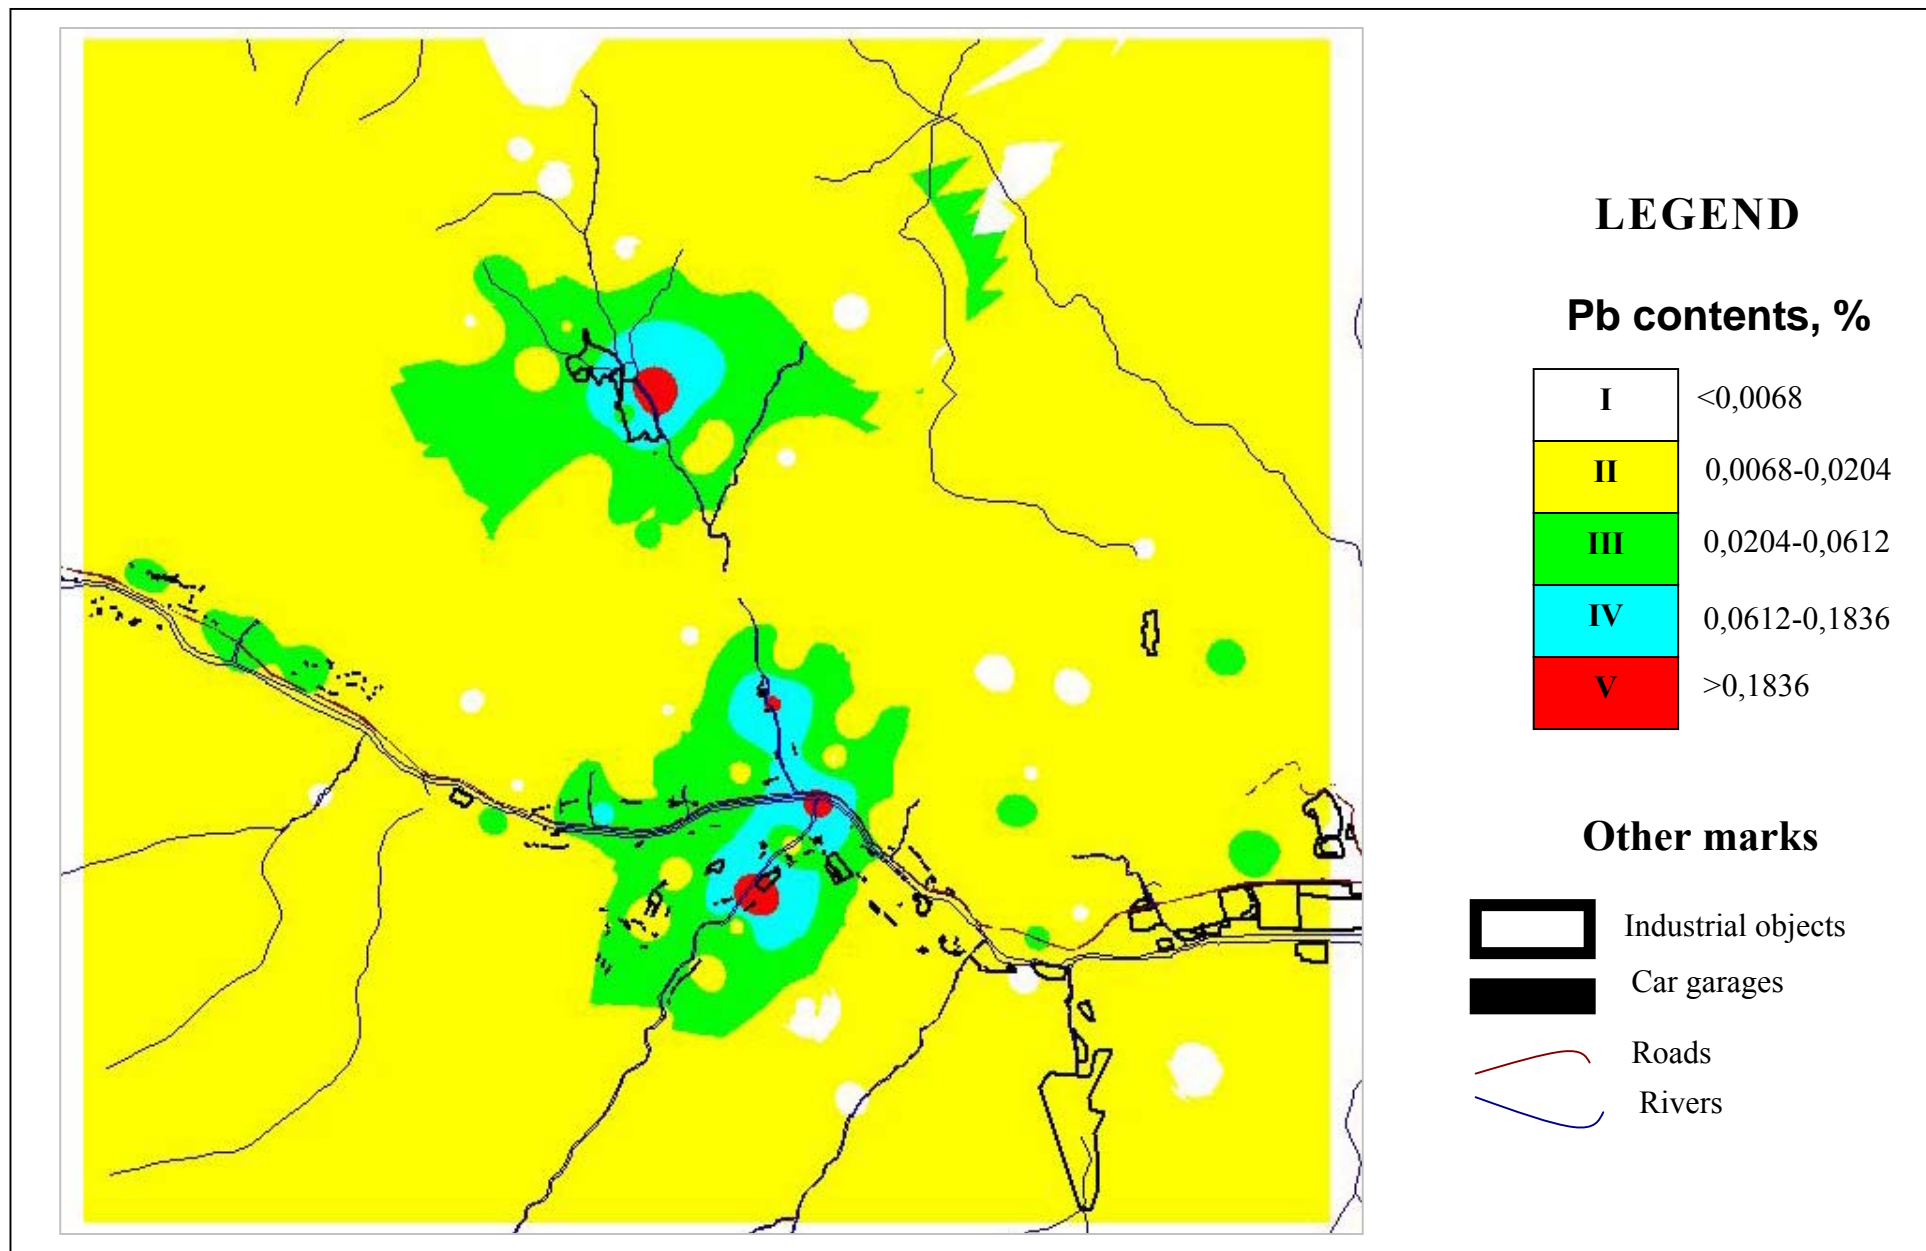 LEGEND
Pb contents, %
I <0,0068
II 0,0068-0,0204
III 0,0204-0,0612
IV 0,0612-0,1836
V >0,1836
Other marks
Industrial objects
Car garages
Roads
Rivers